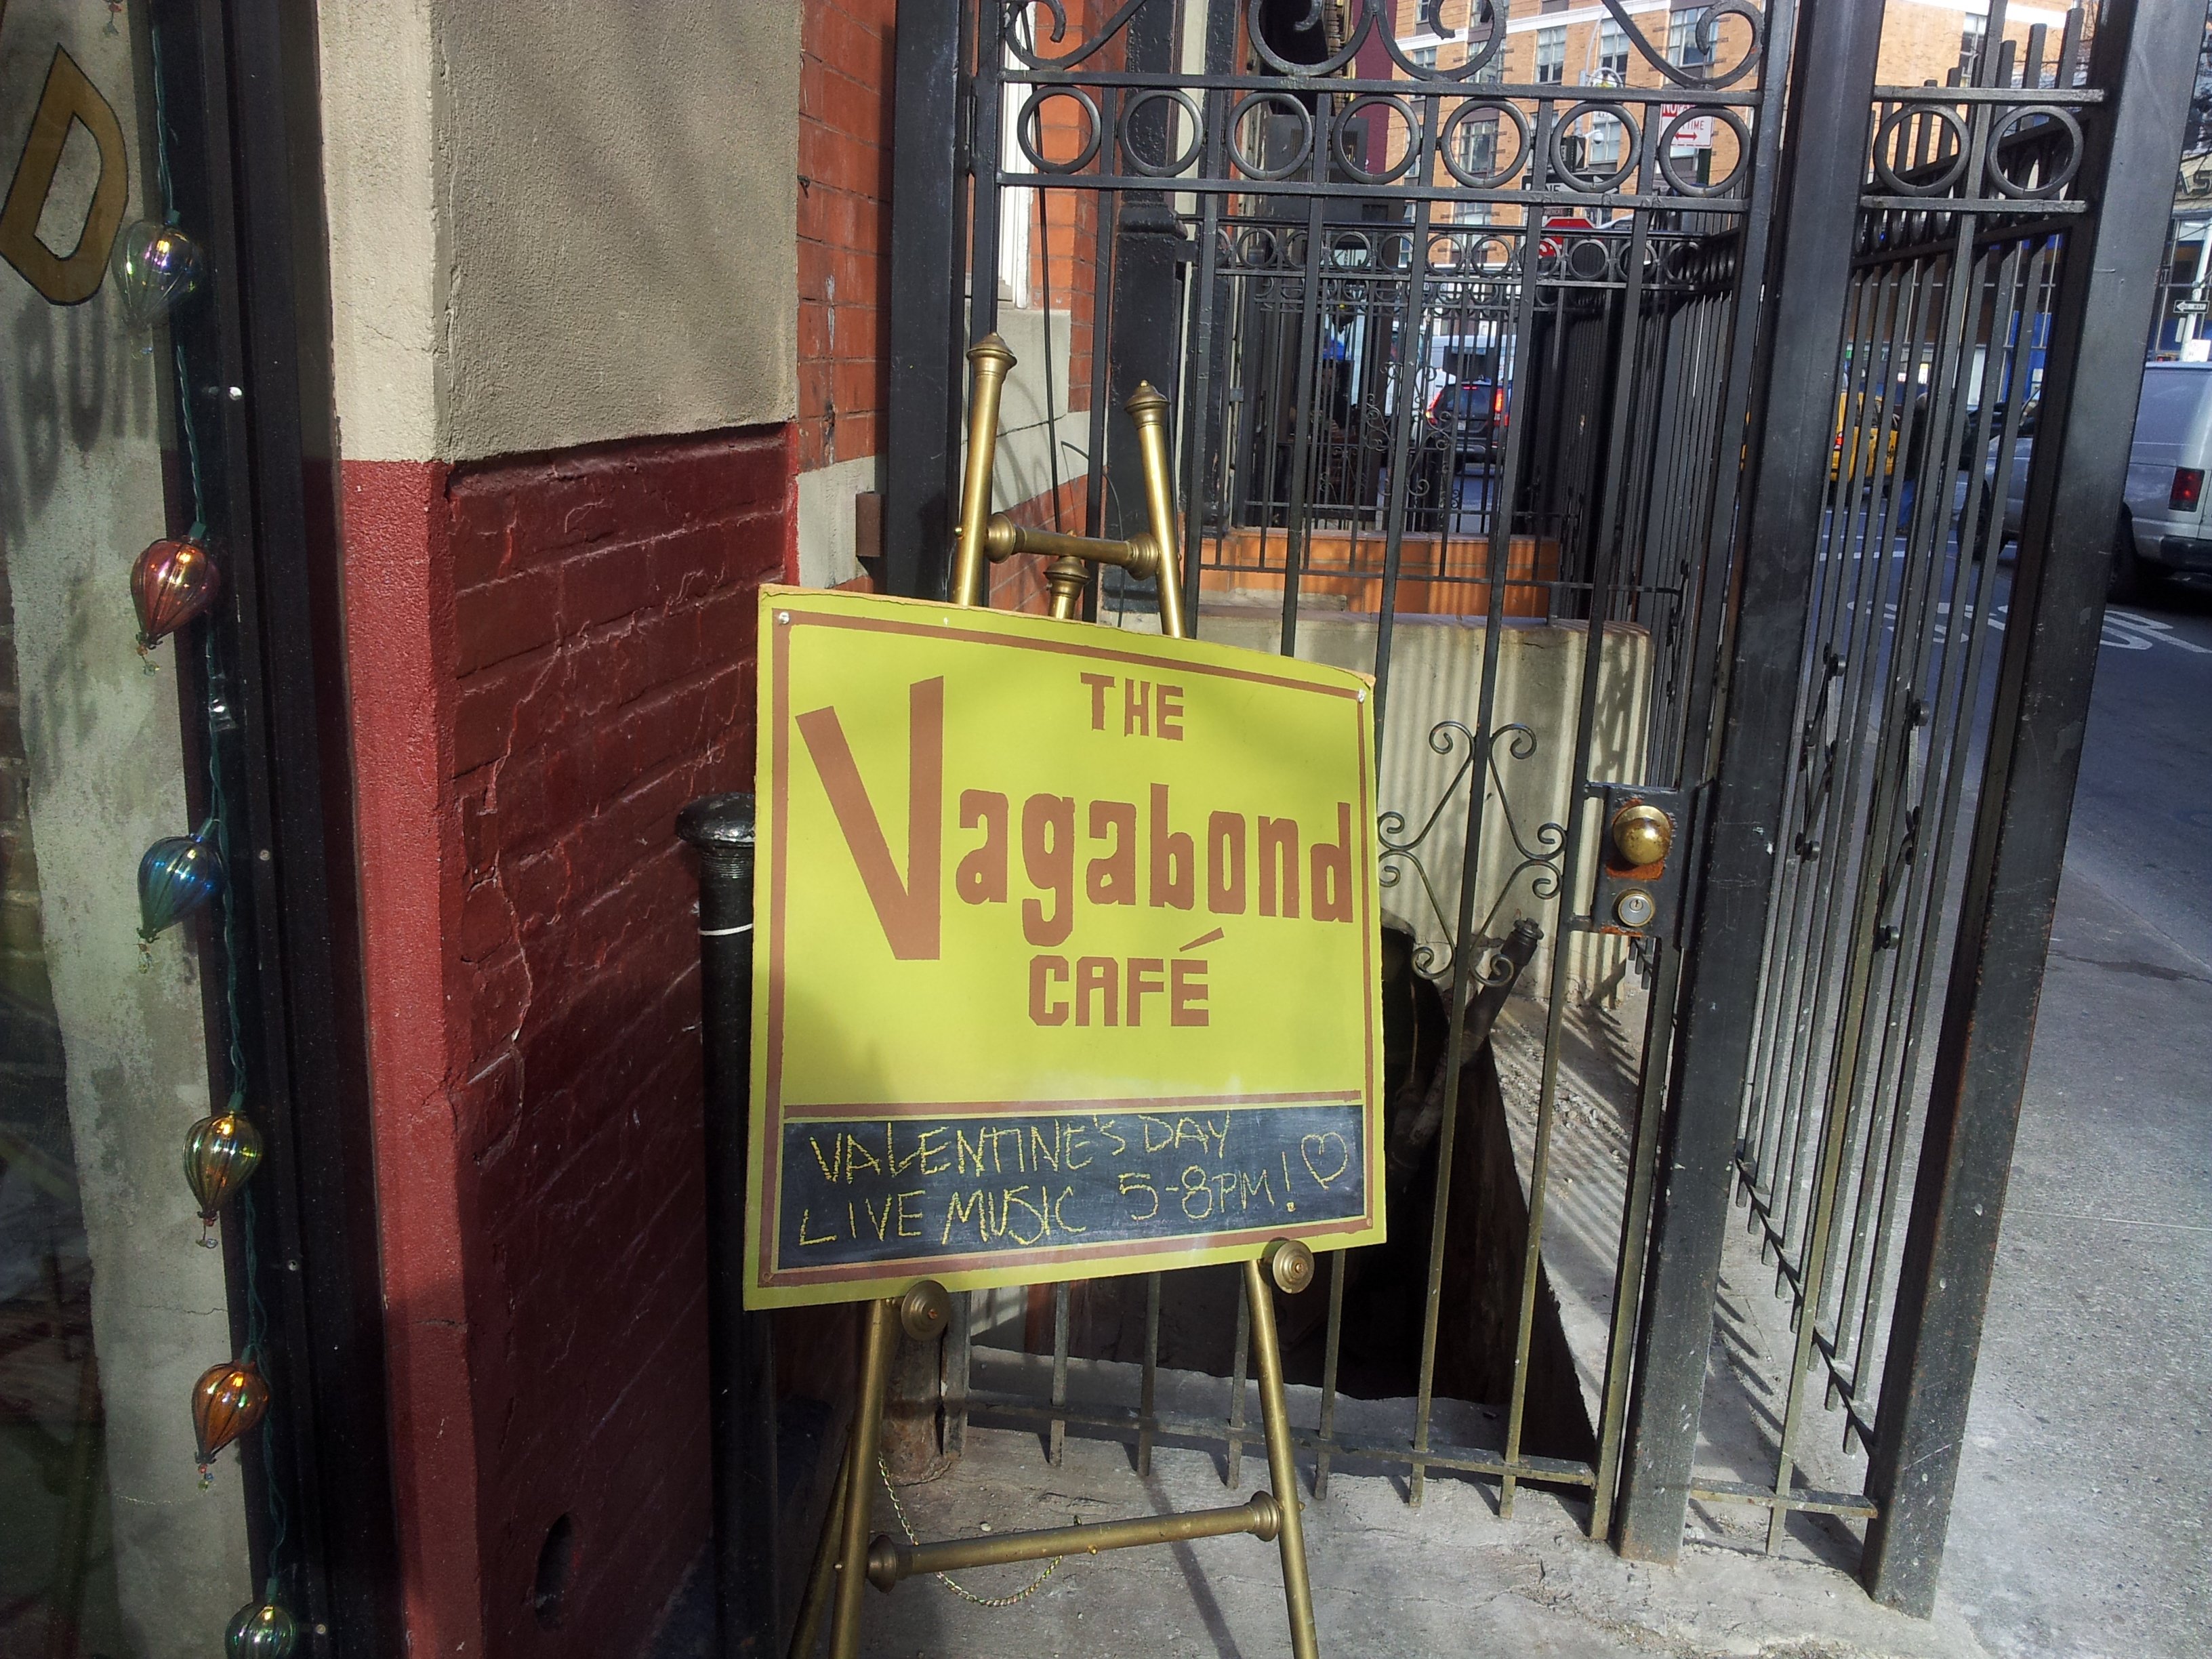 D
THE
Vagabond
CAFÉ
VALENTINE'S DAY
LIVE MUSIC 5-8PM!